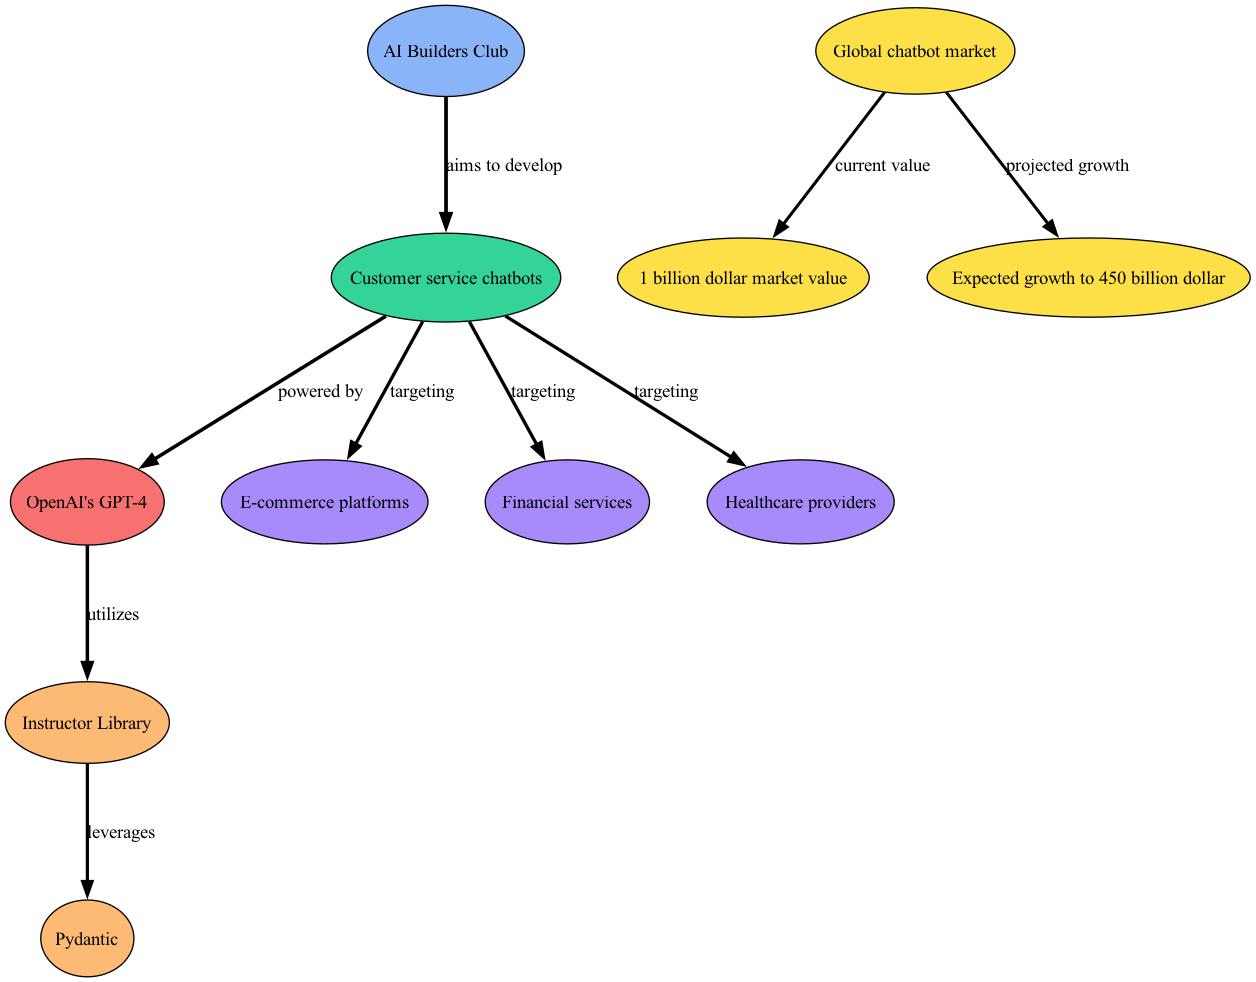 AI Builders Club
Global chatbot market
aims to develop
current value
projected growth
Customer service chatbots
1 billion dollar market value
Expected growth to 450 billion dollar
powered by
targeting
targeting
targeting
OpenAI's GPT-4
E-commerce platforms
Financial services
Healthcare providers
utilizes
Instructor Library
leverages
Pydantic